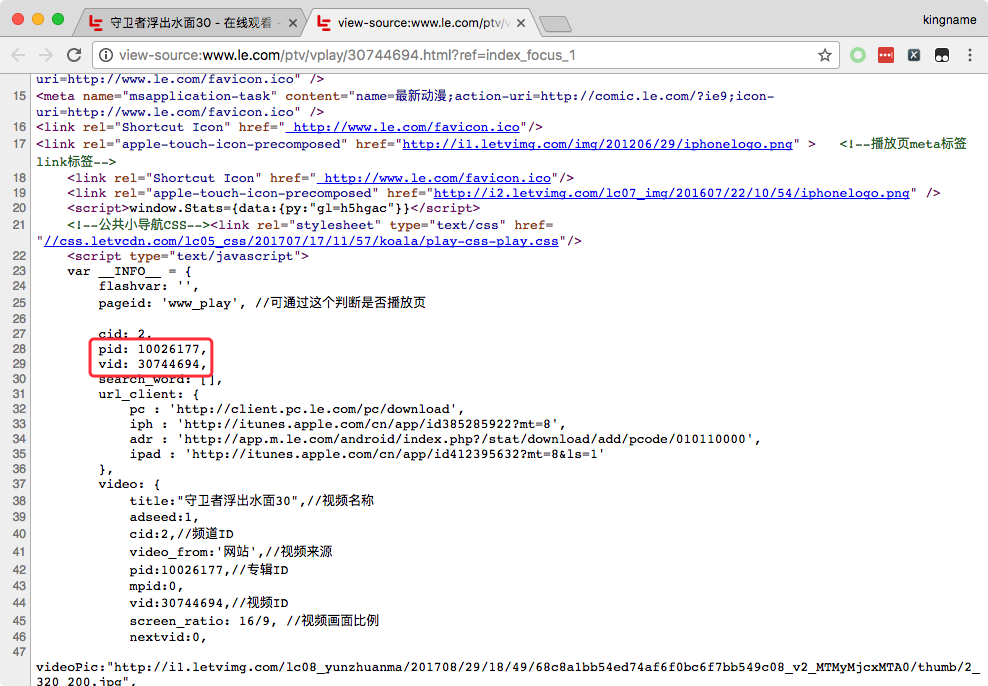 守卫者浮出水面30 - 在线观看 -
view-source:www.le.com/ptv/v
kingname
view-source:www.le.com/ptv/vplay/30744694.html?ref=index_focus_1
uri=http://www.le.com/favicon.ico" />
15 <meta name="msapplication-task" content="name=最新动漫;action-uri=http://comic.le.com/?ie9;icon-
uri=http://www.le.com/favicon.ico" />
16 <link rel="Shortcut Icon" href=" http://www.le.com/favicon.ico"/>
17 <link rel="apple-touch-icon-precomposed" href="http://i1.letvimg.com/img/201206/29/iphonelogo.png" > <!--播放页meta标签
link标签-->
18 <link rel="Shortcut Icon" href=" http://www.le.com/favicon.ico"/>
19 <link rel="apple-touch-icon-precomposed" href="http://i2.letvimg.com/lc07_img/201607/22/10/54/iphonelogo.png" />
20 <script>window.Stats={data:{py:"gl=h5hgac"}}</script>
21 <!--公共小导航CSS--><link rel="stylesheet" type="text/css" href=
"//css.letvcdn.com/lc05_css/201707/17/11/57/koala/play-css-play.css"/>
22 <script type="text/javascript">
23 var __INFO__ = {
24 flashvar: '',
25 pageid: 'www_play', //可通过这个判断是否播放页
26
27 cid: 2,
28 pid: 10026177,
29 vid: 30744694,
30 search_word: [],
31 url_client: {
32 pc : 'http://client.pc.le.com/pc/download',
33 iph : 'http://itunes.apple.com/cn/app/id385285922?mt=8',
34 adr : 'http://app.m.le.com/android/index.php?/stat/download/add/pcode/010110000',
35 ipad : 'http://itunes.apple.com/cn/app/id412395632?mt=8&ls=1'
36 },
37 video: {
38 title:"守卫者浮出水面30",//视频名称
39 adseed:1,
40 cid:2,//频道ID
41 video_from:'网站',//视频来源
42 pid:10026177,//专辑ID
43 mpid:0,
44 vid:30744694,//视频ID
45 screen_ratio: 16/9, //视频画面比例
46 nextvid:0,
47
videoPic:"http://i1.letvimg.com/lc08_yunzhuanma/201708/29/18/49/68c8a1bb54ed74af6f0bc6f7bb549c08_v2_MTMyMjcxMTA0/thumb/2_
320_200.jpg",